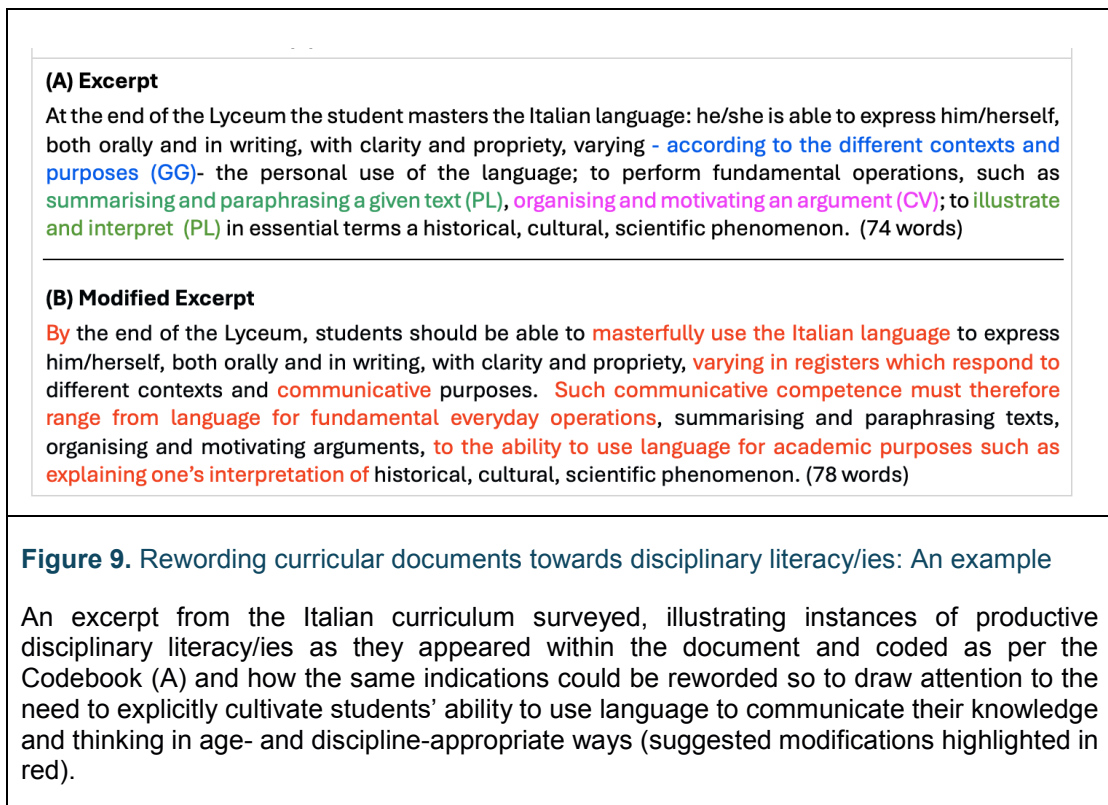 (A) Excerpt
At the end of the Lyceum the student masters the Italian language: he/she is able to express him/herself,
both orally and in writing, with clarity and propriety, varying - according to the different contexts and
purposes (GG)- the personal use of the language; to perform fundamental operations, such as
summarising and paraphrasing a given text (PL), organising and motivating an argument (CV); to illustrate
and interpret (PL) in essential terms a historical, cultural, scientific phenomenon. (74 words)
(B) Modified Excerpt
By the end of the Lyceum, students should be able to masterfully use the Italian language to express
him/herself, both orally and in writing, with clarity and propriety, varying in registers which respond to
different contexts and communicative purposes. Such communicative competence must therefore
range from language for fundamental everyday operations, summarising and paraphrasing texts,
organising and motivating arguments, to the ability to use language for academic purposes such as
explaining one's interpretation of historical, cultural, scientific phenomenon. (78 words)
Figure 9. Rewording curricular documents towards disciplinary literacy/ies: An example
An excerpt from the Italian curriculum surveyed, illustrating instances of productive
disciplinary literacy/ies as they appeared within the document and coded as per the
Codebook (A) and how the same indications could be reworded so to draw attention to the
need to explicitly cultivate students' ability to use language to communicate their knowledge
and thinking in age- and discipline-appropriate ways (suggested modifications highlighted in
red).